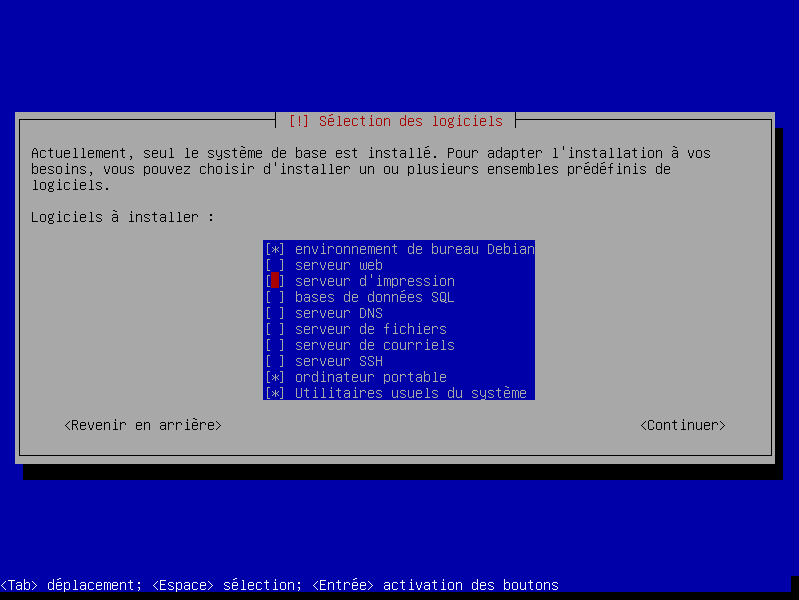 [!] Sélection des logiciels
Actuellement, seul le système de base est installé. Pour adapter l'installation à vos
besoins, vous pouvez choisir d'installer un ou plusieurs ensembles prédéfinis de
logiciels.
Logiciels à installer :
[*] environnement de bureau Debian
[ ] serveur web
[ ] serveur d'impression
[ ] bases de données SQL
[ ] serveur DNS
[ ] serveur de fichiers
[ ] serveur de courriels
[ ] serveur SSH
[*] ordinateur portable
[*] Utilitaires usuels du système
<Revenir en arrière> <Continuer>
<Tab> déplacement; <Espace> sélection; <Entrée> activation des boutons